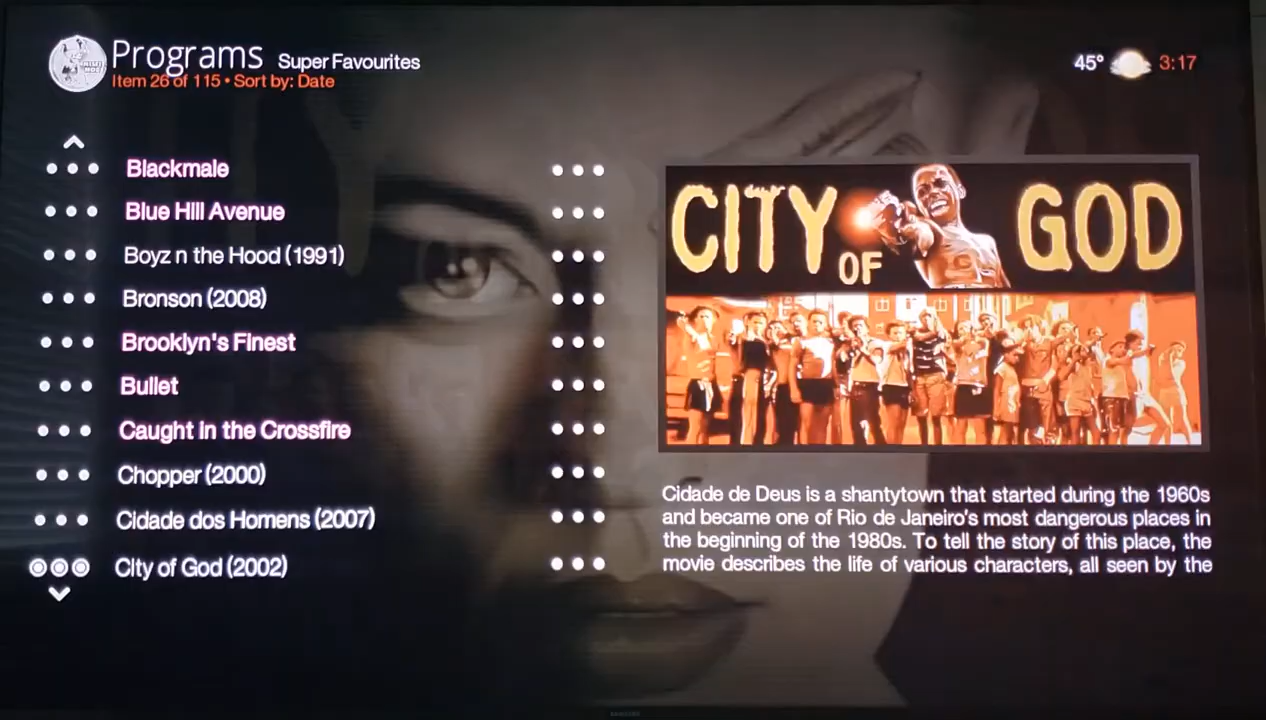 Programs Super Favourites
Item 26 of 115 • Sort by: Date
45° 3:17
Blackmale
Blue Hill Avenue
Boyz n the Hood (1991)
Bronson (2008)
Brooklyn's Finest
Bullet
Caught in the Crossfire
Chopper (2000)
Cidade dos Homens (2007)
City of God (2002)
CITY OF GOD
Cidade de Deus is a shantytown that started during the 1960s
and became one of Rio de Janeiro's most dangerous places in
the beginning of the 1980s. To tell the story of this place, the
movie describes the life of various characters, all seen by the
SAMSUNG